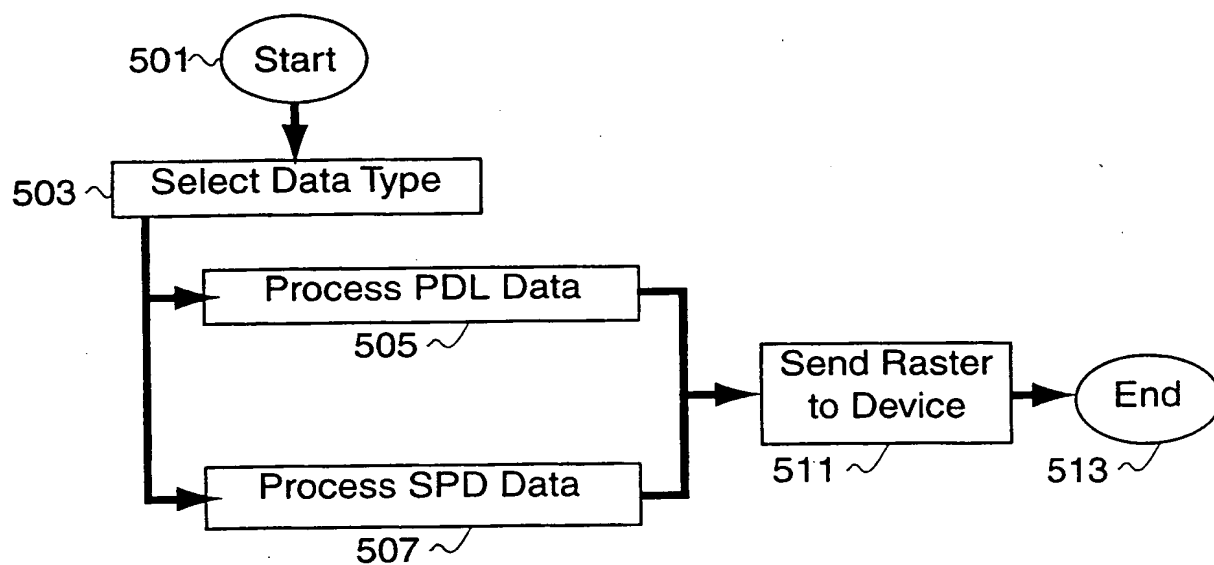 501 Start
503 Select Data Type
Process PDL Data
505
Send Raster
to Device
511
End
513
Process SPD Data
507